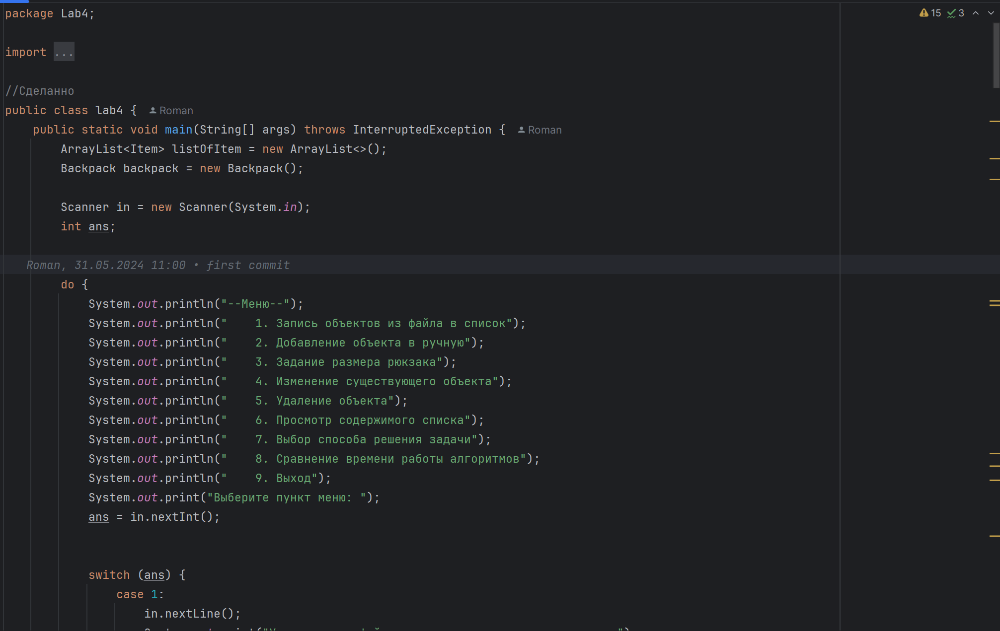 package Lab4;
15 3
import ...
//Сделанно
public class lab4 { Roman
public static void main(String[] args) throws InterruptedException { Roman
ArrayList<Item> listOfItem = new ArrayList<>();
Backpack backpack = new Backpack();
Scanner in = new Scanner(System.in);
int ans;
Roman, 31.05.2024 11:00 • first commit
do {
System.out.println("--Меню--");
System.out.println("    1. Запись объектов из файла в список");
System.out.println("    2. Добавление объекта в ручную");
System.out.println("    3. Задание размера рюкзака");
System.out.println("    4. Изменение существующего объекта");
System.out.println("    5. Удаление объекта");
System.out.println("    6. Просмотр содержимого списка");
System.out.println("    7. Выбор способа решения задачи");
System.out.println("    8. Сравнение времени работы алгоритмов");
System.out.println("    9. Выход");
System.out.print("Выберите пункт меню: ");
ans = in.nextInt();
switch (ans) {
case 1:
in.nextLine();